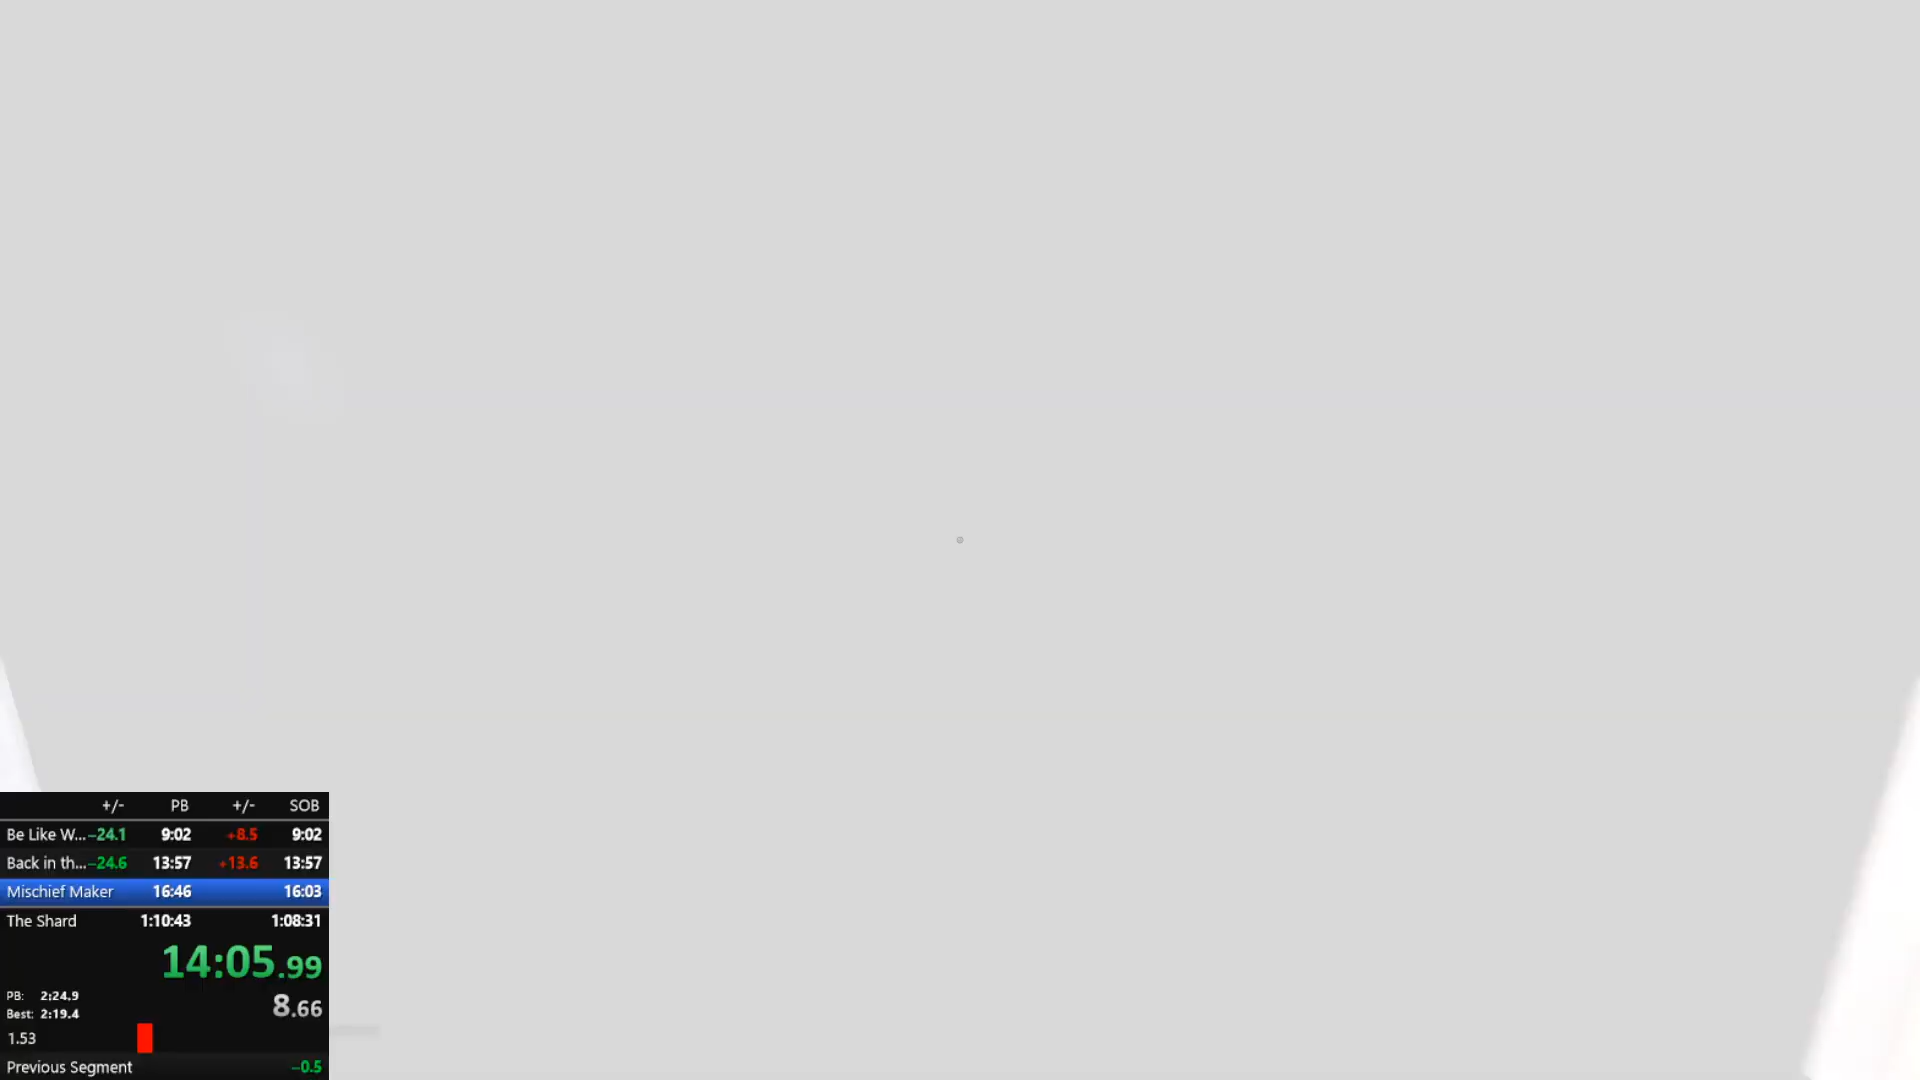 +/- PB +/- SOB
Be Like W... −24.1 9:02 +8.5 9:02
Back in th... −24.6 13:57 +13.6 13:57
Mischief Maker 16:46 16:03
The Shard 1:10:43 1:08:31
14:05.99
PB: 2:24.9
8.66
Best: 2:19.4
1.53
Previous Segment −0.5